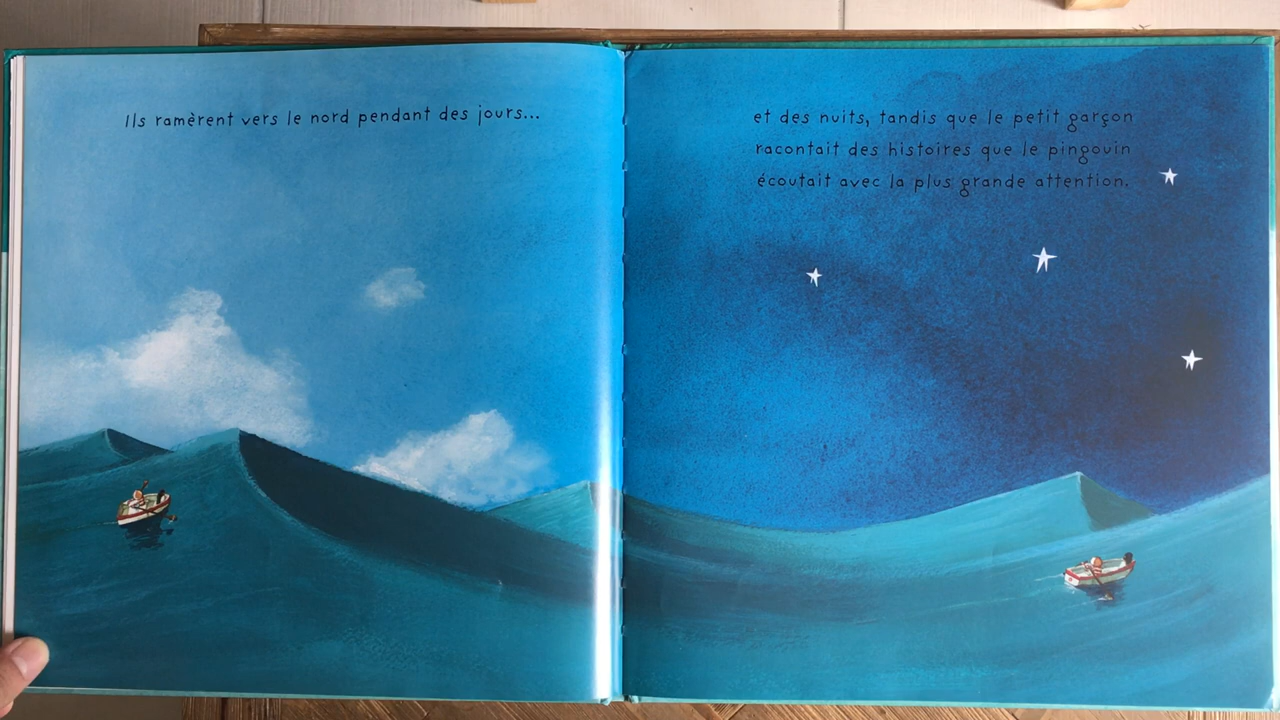 Ils ramèrent vers le nord pendant des jours...
et des nuits, tandis que le petit garçon
racontait des histoires que le pingouin
écoutait avec la plus grande attention.